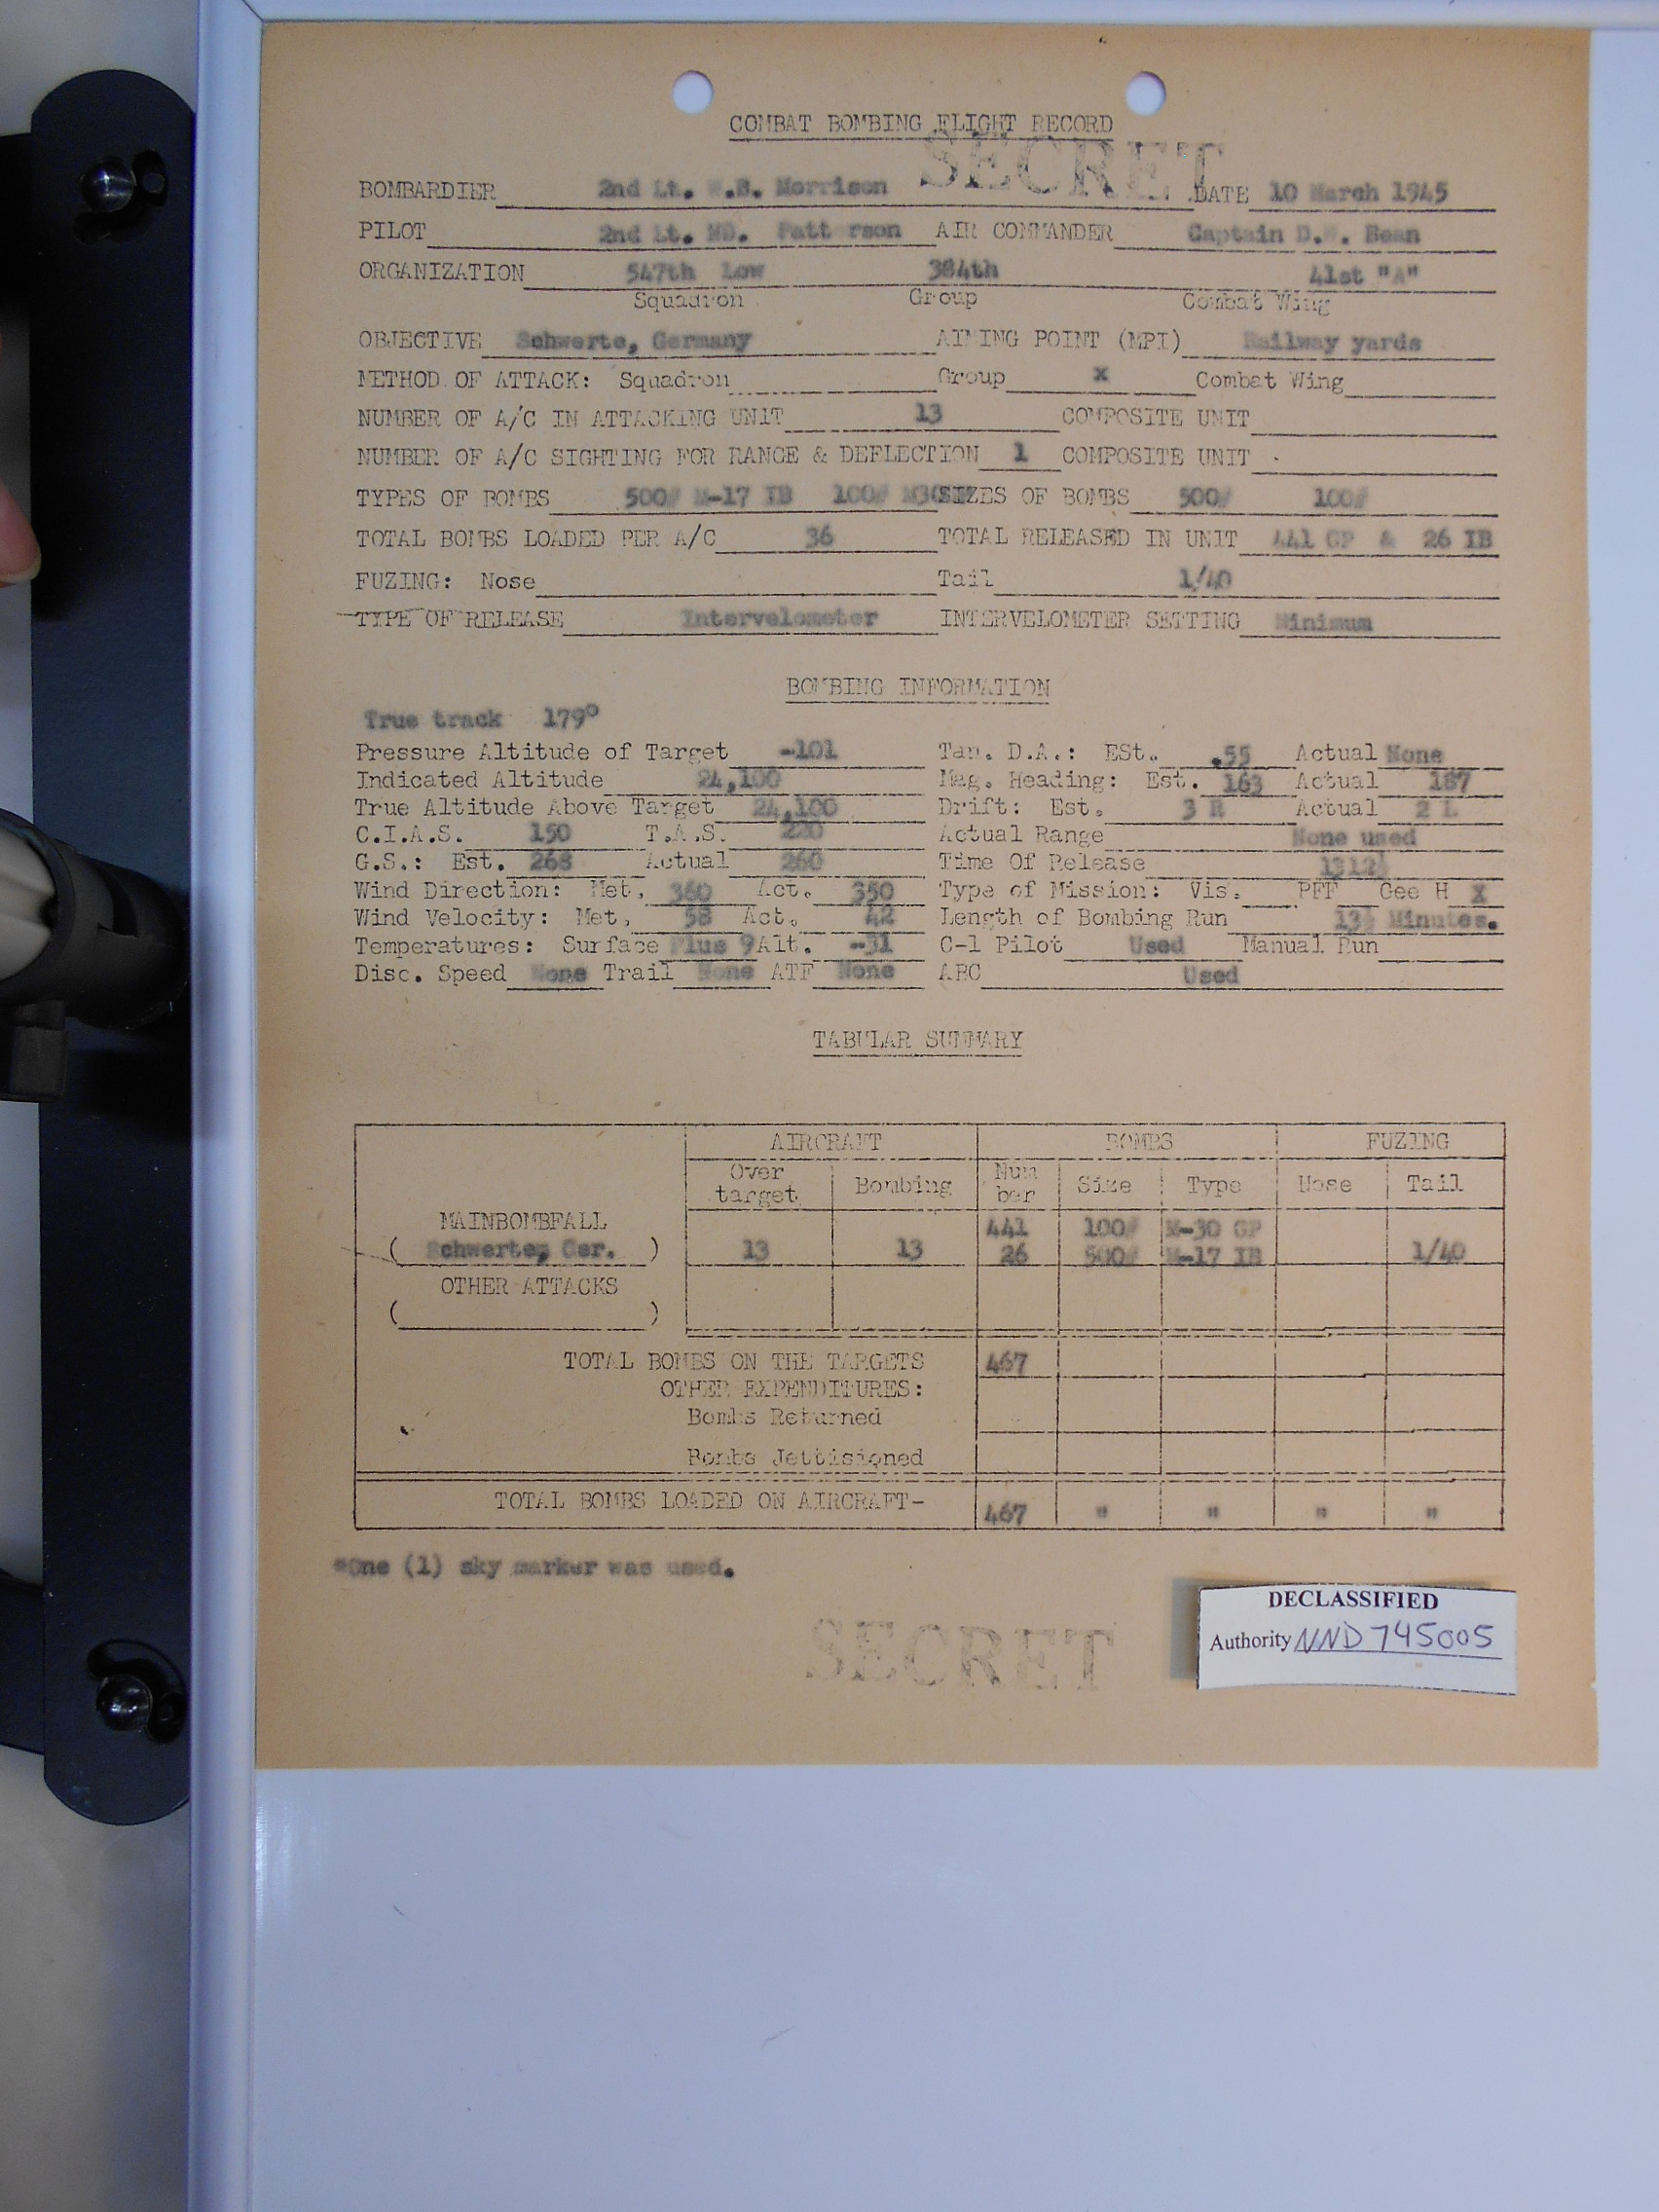 COMBAT BOMBING FLIGHT RECORD
SECRET
BOMBARDIER 2nd Lt. W.B. Morrison DATE 10 March 1945
PILOT 2nd Lt. MD. Patterson AIR COMMANDER Captain D.W. Bean
ORGANIZATION 547th Low 384th 41st "A"
Squadron Group Combat Wing
OBJECTIVE Schwerte, Germany AIMING POINT (MPI) Railway yards
METHOD OF ATTACK: Squadron Group x Combat Wing
NUMBER OF A/C IN ATTACKING UNIT 13 COMPOSITE UNIT
NUMBER OF A/C SIGHTING FOR RANGE & DEFLECTION 1 COMPOSITE UNIT
TYPES OF BOMBS 500# M-17 IB 100# SIZES OF BOMBS 500# 100#
TOTAL BOMBS LOADED PER A/C 36 TOTAL RELEASED IN UNIT 441 GP & 26 IB
FUZING: Nose Tail 1/40
TYPE OF RELEASE Intervelometer INTERVELOMETER SETTING Minimum
BOMBING INFORMATION
True track 179°
Pressure Altitude of Target -101 Tan. D.A.: ESt. .55 Actual None
Indicated Altitude 24,100 Mag. Heading: Est. 163 Actual 187
True Altitude Above Target 24,100 Drift: Est. 3 R Actual 2 L
C.I.A.S. 150 T.A.S. 220 Actual Range None used
G.S.: Est. 268 Actual 260 Time Of Release 1312½
Wind Direction: Met. 360 Act. 350 Type of Mission: Vis. PFF Gee H X
Wind Velocity: Met. 58 Act. 42 Length of Bombing Run 13½ Minutes.
Temperatures: Surface Plus 9 Alt. -31 C-1 Pilot Used Manual Run
Disc. Speed None Trail None ATF None ABC Used
TABULAR SUMMARY
AIRCRAFT BOMBS FUZING
Over target Bombing Num ber Size Type Nose Tail
MAINBOMBFALL 441 100# M-30 GP
( Schwerte, Ger. ) 13 13 26 500# M-17 IB 1/40
OTHER ATTACKS
( )
TOTAL BOMBS ON THE TARGETS 467
OTHER EXPENDITURES:
Bombs Returned
Bombs Jettisioned
TOTAL BOMBS LOADED ON AIRCRAFT- 467 " " " "
*One (1) sky marker was used.
DECLASSIFIED
Authority NND 745005
SECRET